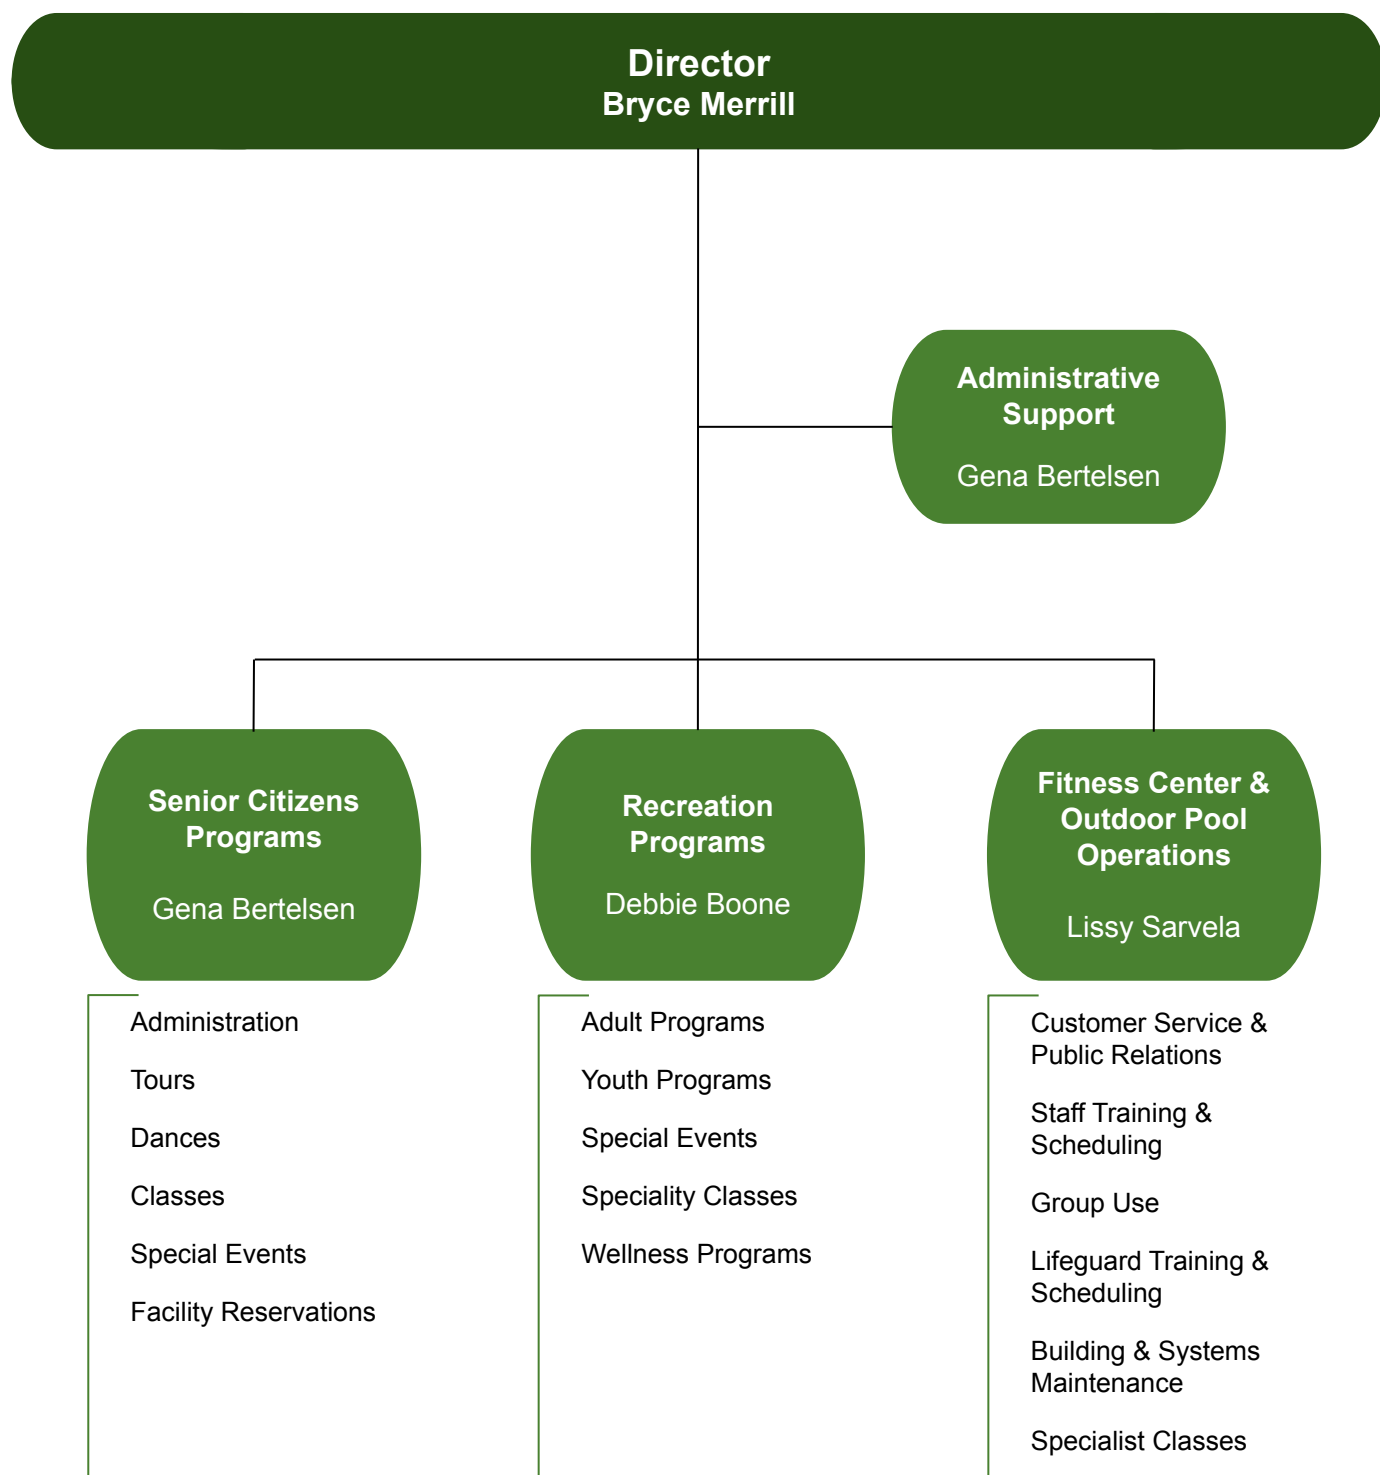 Director
Bryce Merrill
Administrative
Support
Gena Bertelsen
Senior Citizens
Programs
Gena Bertelsen
Recreation
Programs
Debbie Boone
Fitness Center &
Outdoor Pool
Operations
Lissy Sarvela
Administration
Tours
Dances
Classes
Special Events
Facility Reservations
Adult Programs
Youth Programs
Special Events
Speciality Classes
Wellness Programs
Customer Service &
Public Relations
Staff Training &
Scheduling
Group Use
Lifeguard Training &
Scheduling
Building & Systems
Maintenance
Specialist Classes